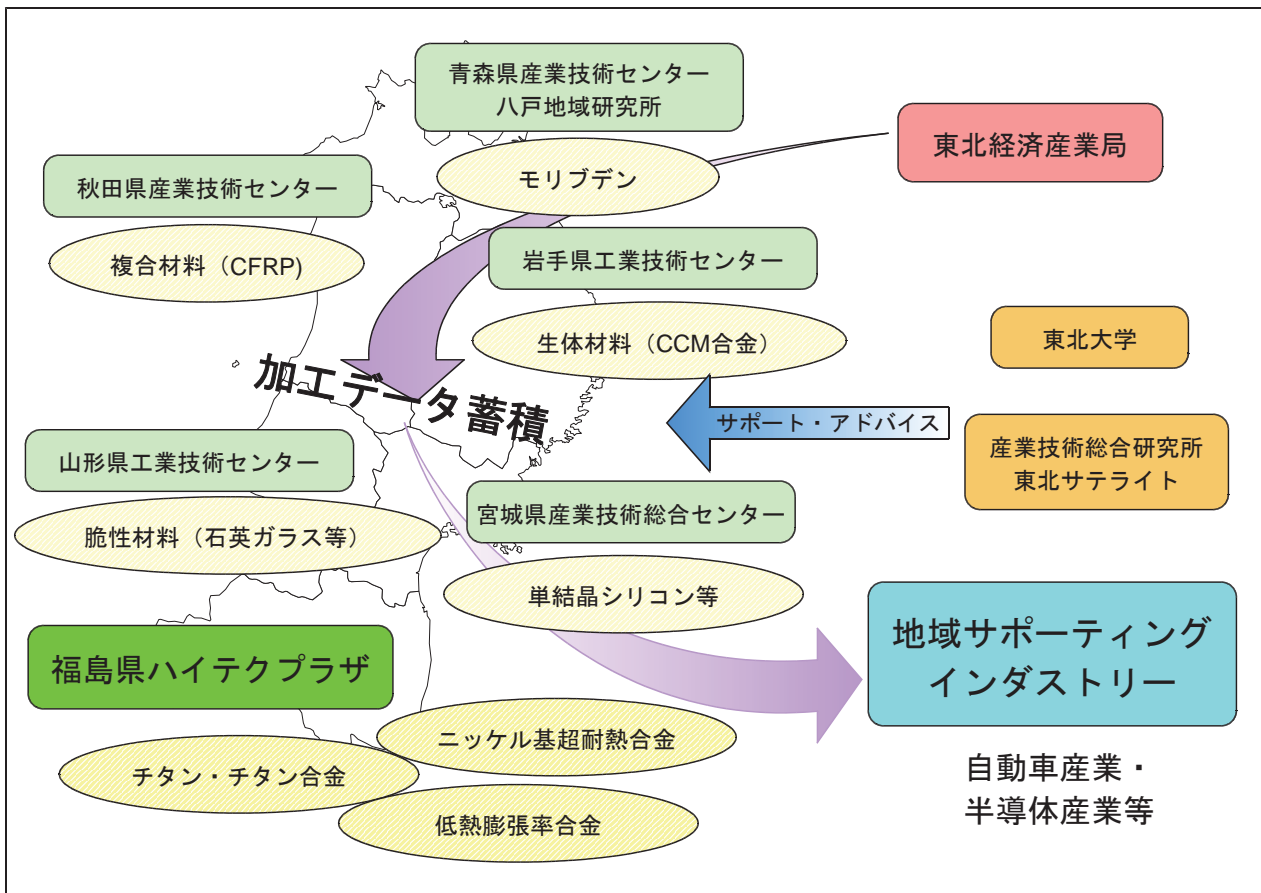 青森県産業技術センター
八戸地域研究所
モリブデン
東北経済産業局
秋田県産業技術センター
複合材料（CFRP)
岩手県工業技術センター
生体材料（CCM合金）
東北大学
加工データ蓄積
サポート・アドバイス
産業技術総合研究所
東北サテライト
山形県工業技術センター
脆性材料（石英ガラス等）
宮城県産業技術総合センター
単結晶シリコン等
地域サポーティング
インダストリー
福島県ハイテクプラザ
ニッケル基超耐熱合金
チタン・チタン合金
低熱膨張率合金
自動車産業・
半導体産業等